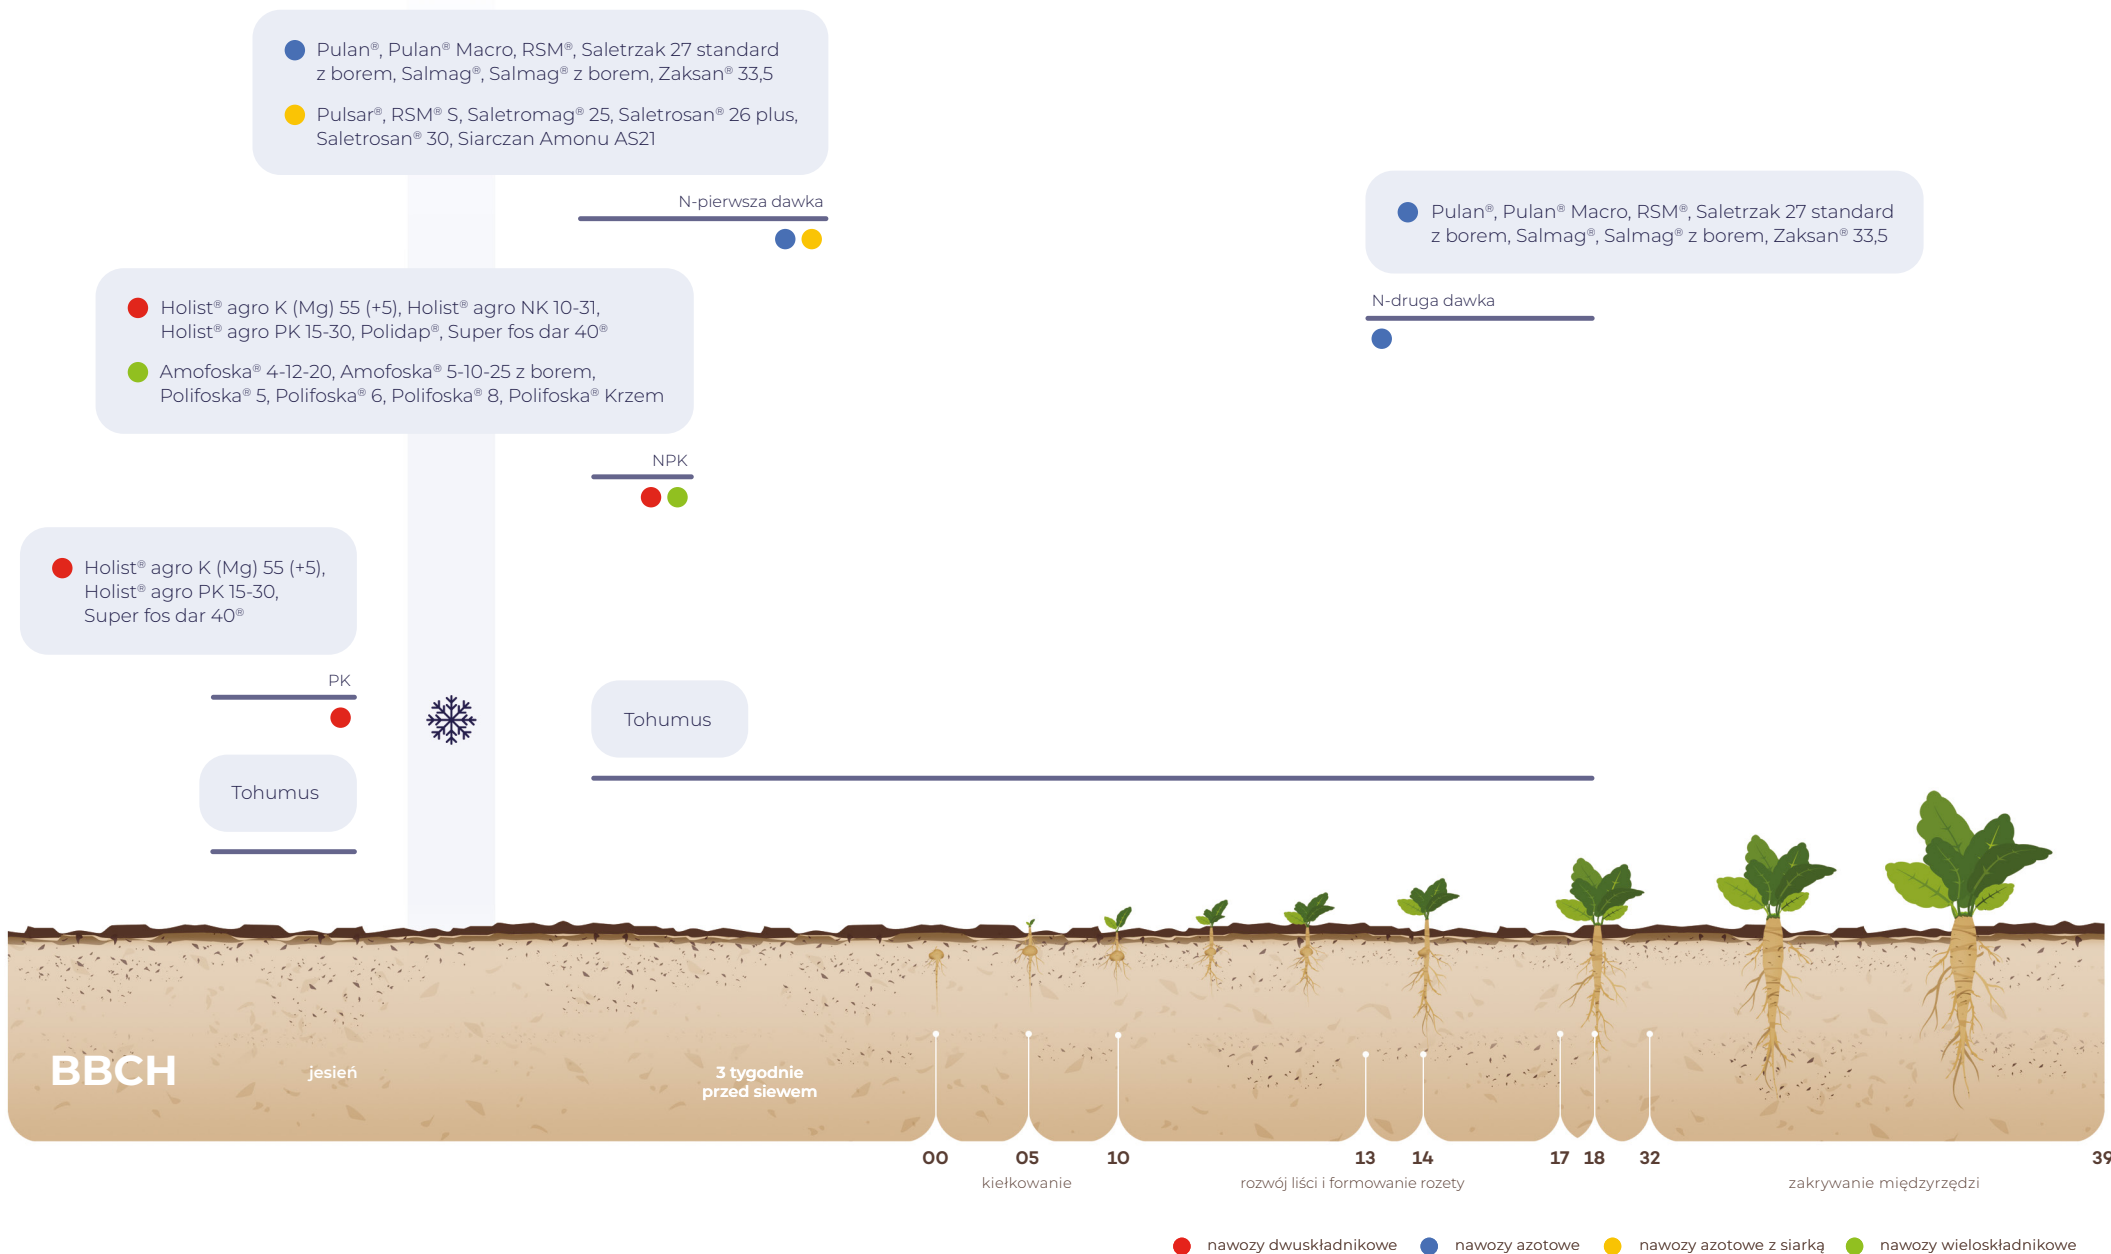 Pulan®, Pulan® Macro, RSM®, Saletrzak 27 standard
z borem, Salmag®, Salmag® z borem, Zaksan® 33,5
Pulsar®, RSM® S, Saletromag® 25, Saletrosan® 26 plus,
Saletrosan® 30, Siarczan Amonu AS21
N-pierwsza dawka
Pulan®, Pulan® Macro, RSM®, Saletrzak 27 standard
z borem, Salmag®, Salmag® z borem, Zaksan® 33,5
N-druga dawka
Holist® agro K (Mg) 55 (+5), Holist® agro NK 10-31,
Holist® agro PK 15-30, Polidap®, Super fos dar 40®
Amofoska® 4-12-20, Amofoska® 5-10-25 z borem,
Polifoska® 5, Polifoska® 6, Polifoska® 8, Polifoska® Krzem
NPK
Holist® agro K (Mg) 55 (+5),
Holist® agro PK 15-30,
Super fos dar 40®
PK
Tohumus
Tohumus
BBCH
jesień
3 tygodnie
przed siewem
00 05 10 13 14 17 18 32 39
kiełkowanie
rozwój liści i formowanie rozety
zakrywanie międzyrzędzi
nawozy dwuskładnikowe
nawozy azotowe
nawozy azotowe z siarką
nawozy wieloskładnikowe